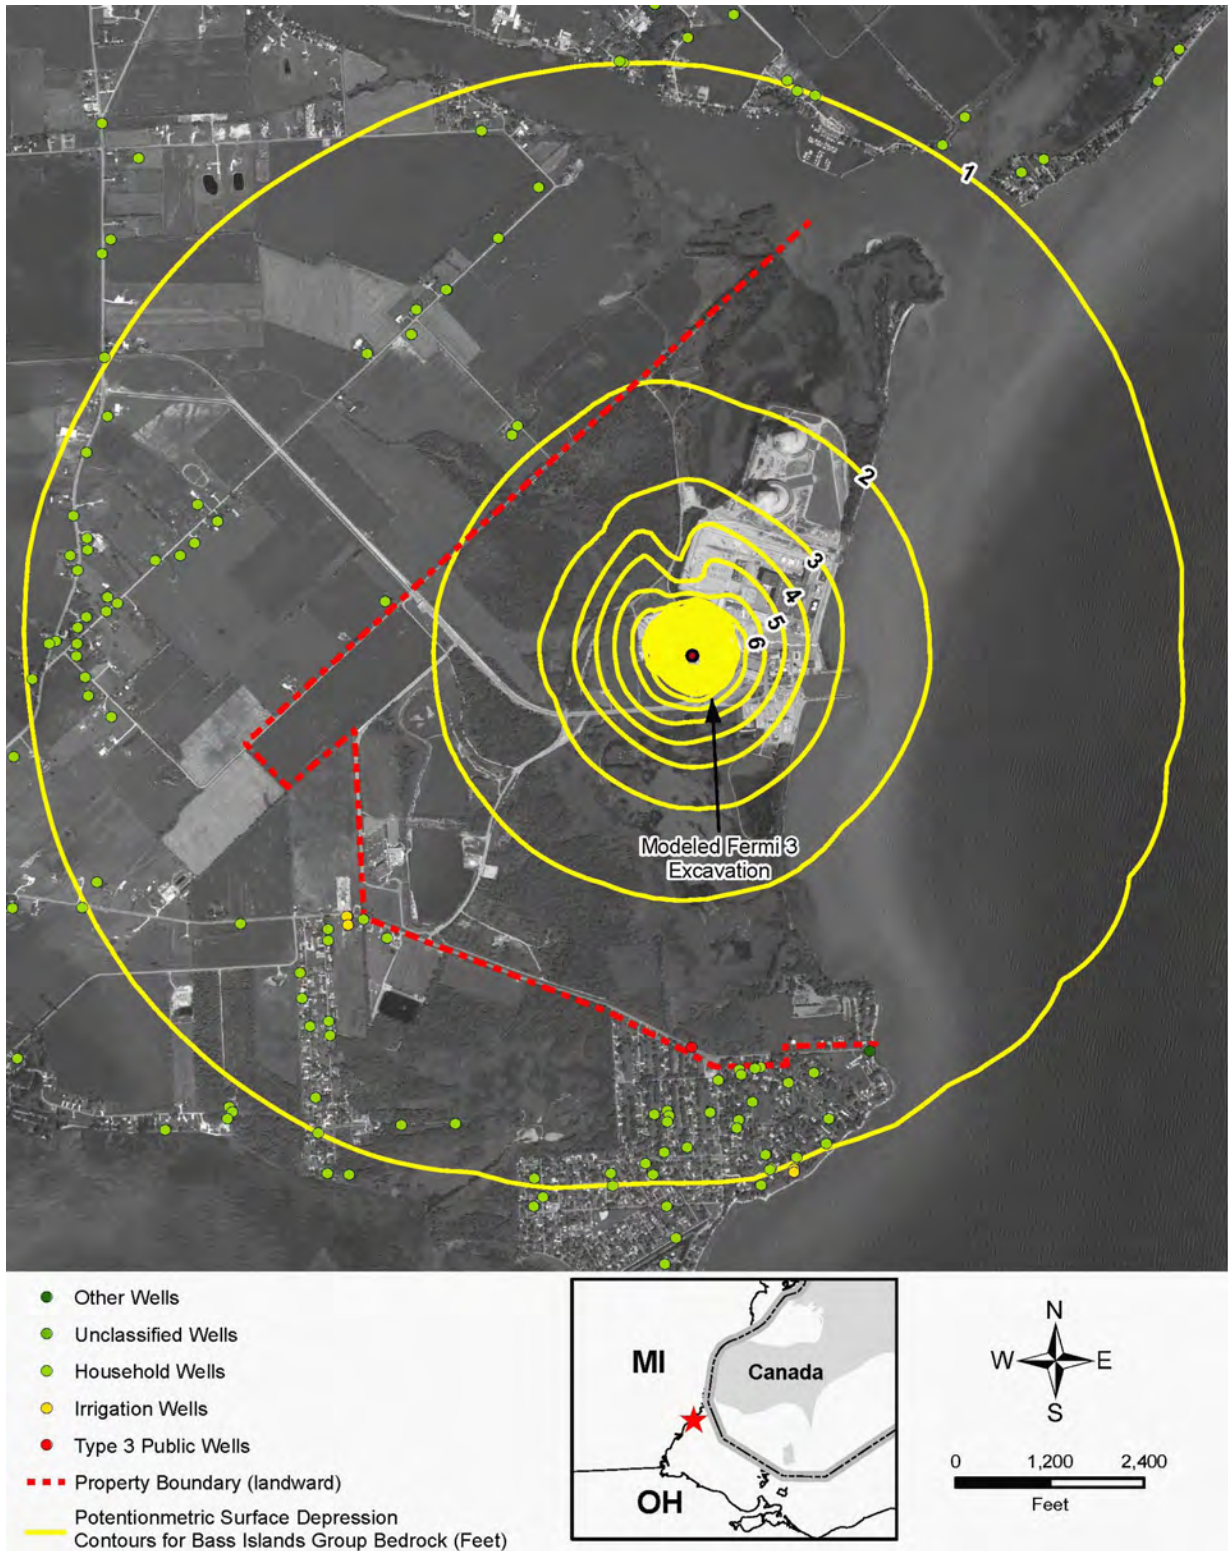 1
2
3
4
5
6
Modeled Fermi 3
Excavation
Other Wells
Unclassified Wells
Household Wells
Irrigation Wells
Type 3 Public Wells
Property Boundary (landward)
Potentionmetric Surface Depression
Contours for Bass Islands Group Bedrock (Feet)
MI
Canada
OH
N
W E
S
0 1,200 2,400
Feet